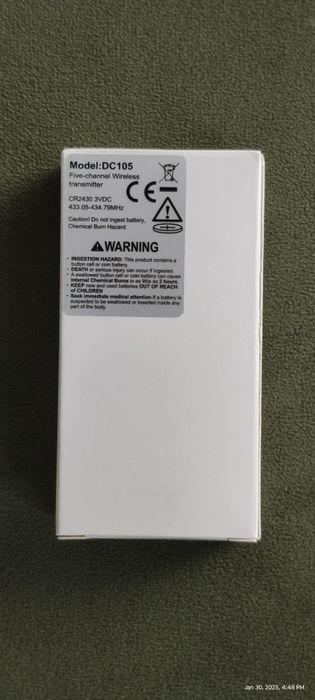 Model:DC105
Five-channel Wireless
transmitter
CR2430 3VDC
433.05-434.79MHz
Caution! Do not ingest battery,
Chemical Burn Hazard.
WARNING
• INGESTION HAZARD: This product contains a
button cell or coin battery.
• DEATH or serious injury can occur if ingested.
• A swallowed button cell or coin battery can cause
Internal Chemical Burns in as little as 2 hours.
• KEEP new and used batteries OUT OF REACH
of CHILDREN
• Seek immediate medical attention if a battery is
suspected to be swallowed or inserted inside any
part of the body.
Jan 30, 2025, 4:48 PM